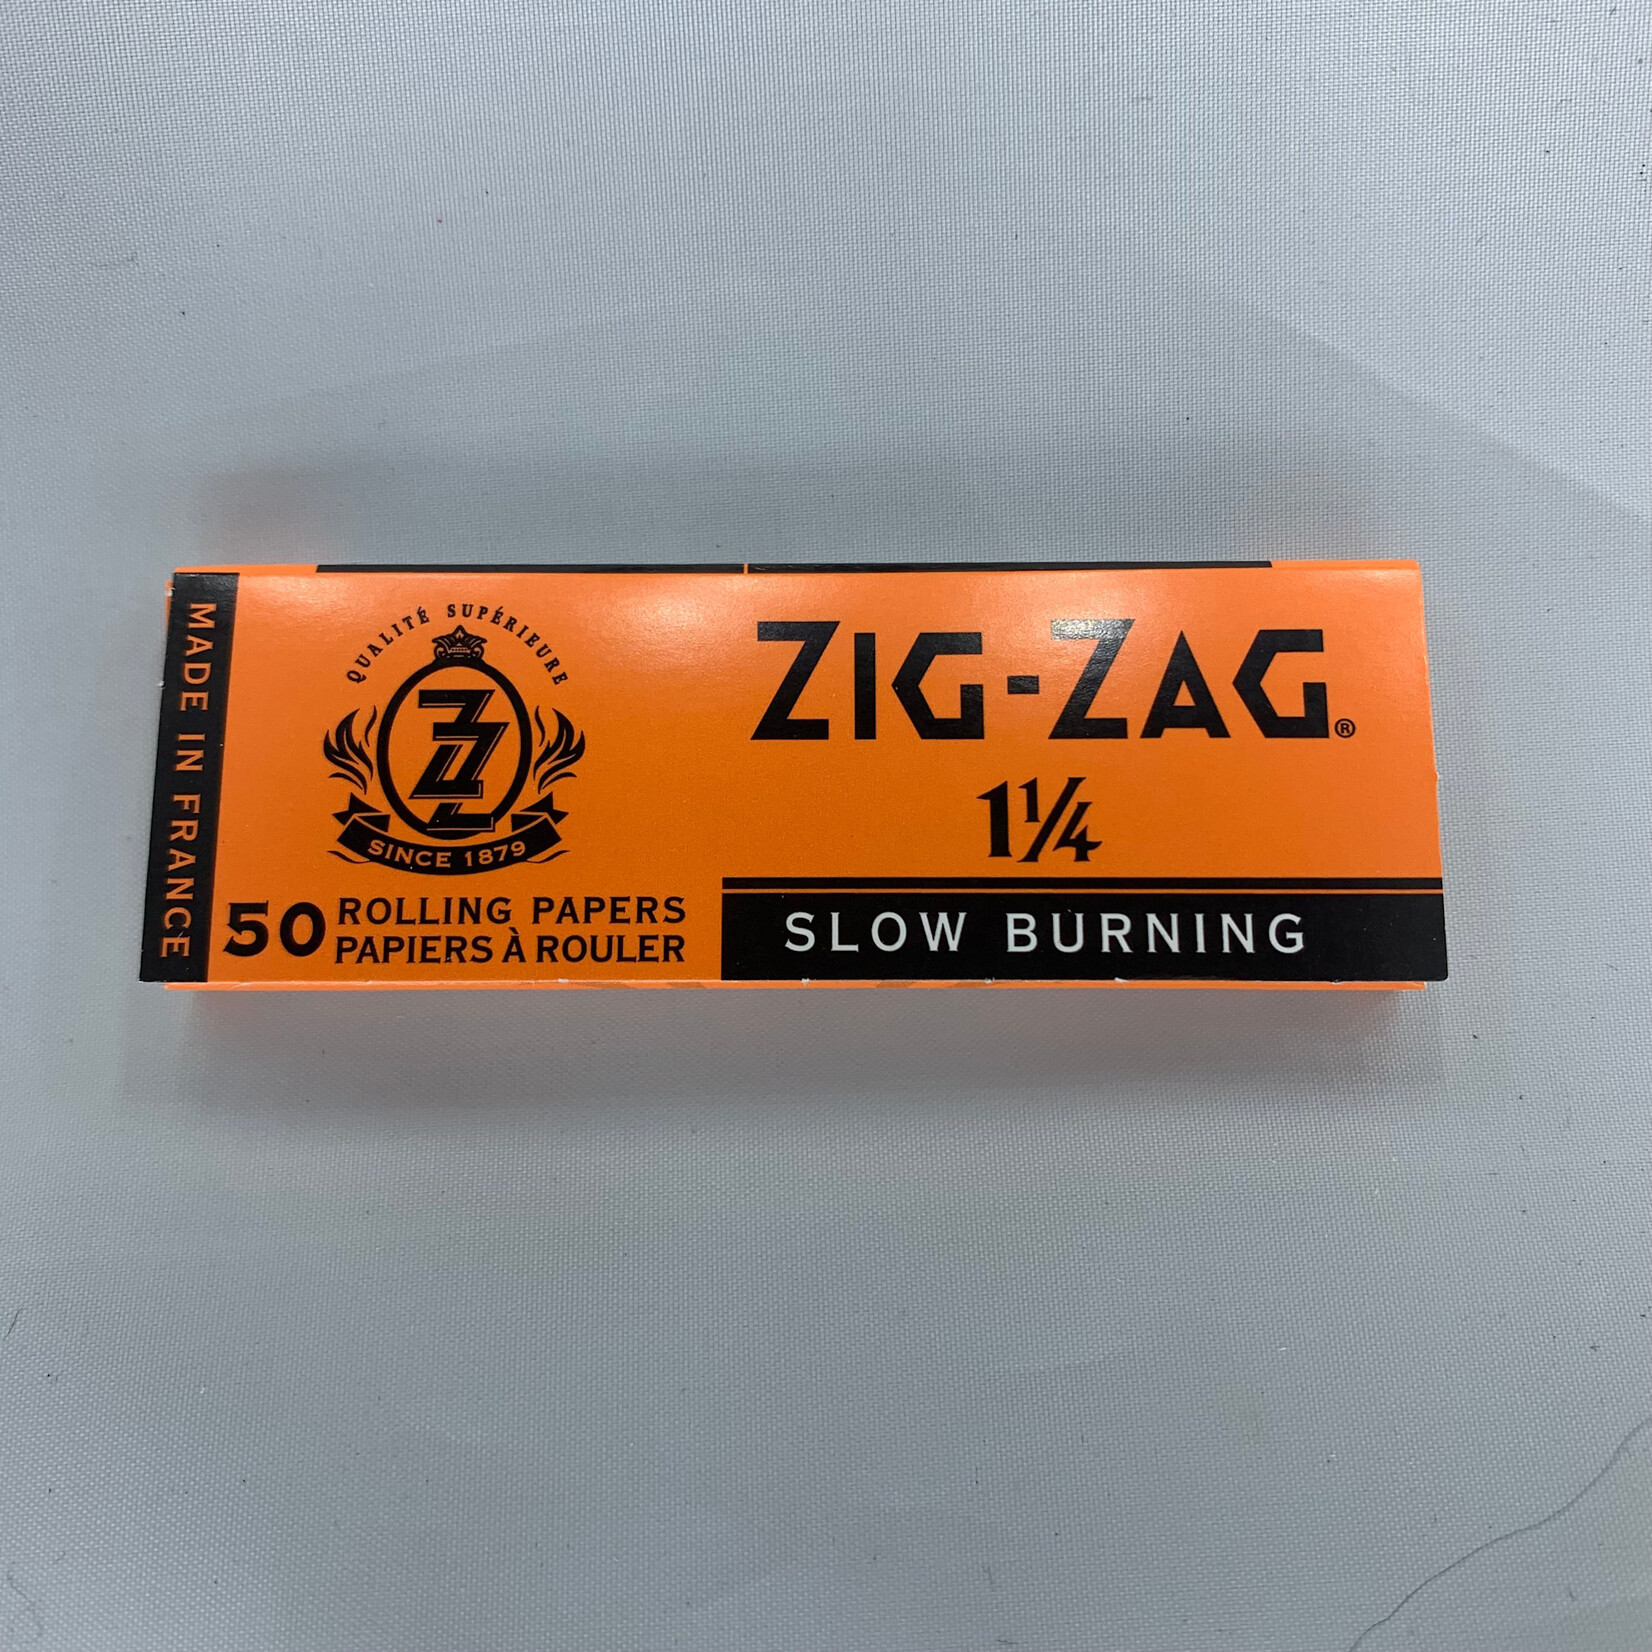 MADE IN FRANCE
QUALITÉ SUPÉRIEURE
ZZ
SINCE 1879
50 ROLLING PAPERS
PAPIERS À ROULER
ZIG-ZAG®
1¼
SLOW BURNING